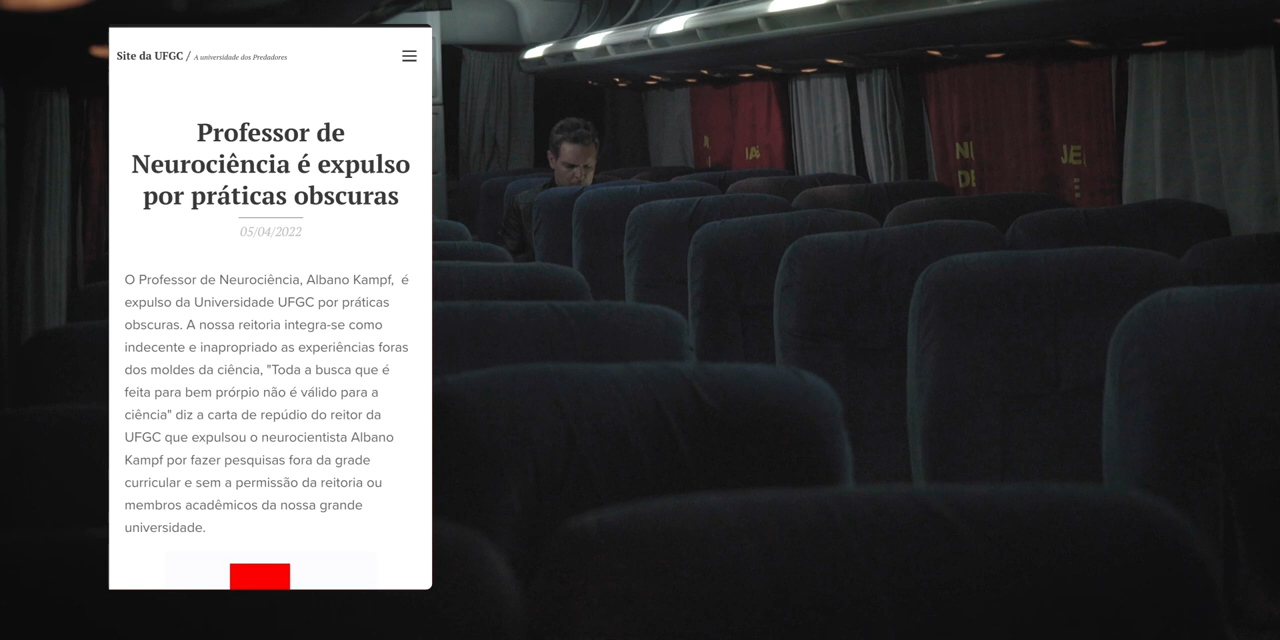 Site da UFGC / A universidade dos Predadores
Professor de
Neurociência é expulso
por práticas obscuras
05/04/2022
O Professor de Neurociência, Albano Kampf, é
expulso da Universidade UFGC por práticas
obscuras. A nossa reitoria integra-se como
indecente e inapropriado as experiências foras
dos moldes da ciência, "Toda a busca que é
feita para bem prórpio não é válido para a
ciência" diz a carta de repúdio do reitor da
UFGC que expulsou o neurocientista Albano
Kampf por fazer pesquisas fora da grade
curricular e sem a permissão da reitoria ou
membros acadêmicos da nossa grande
universidade.